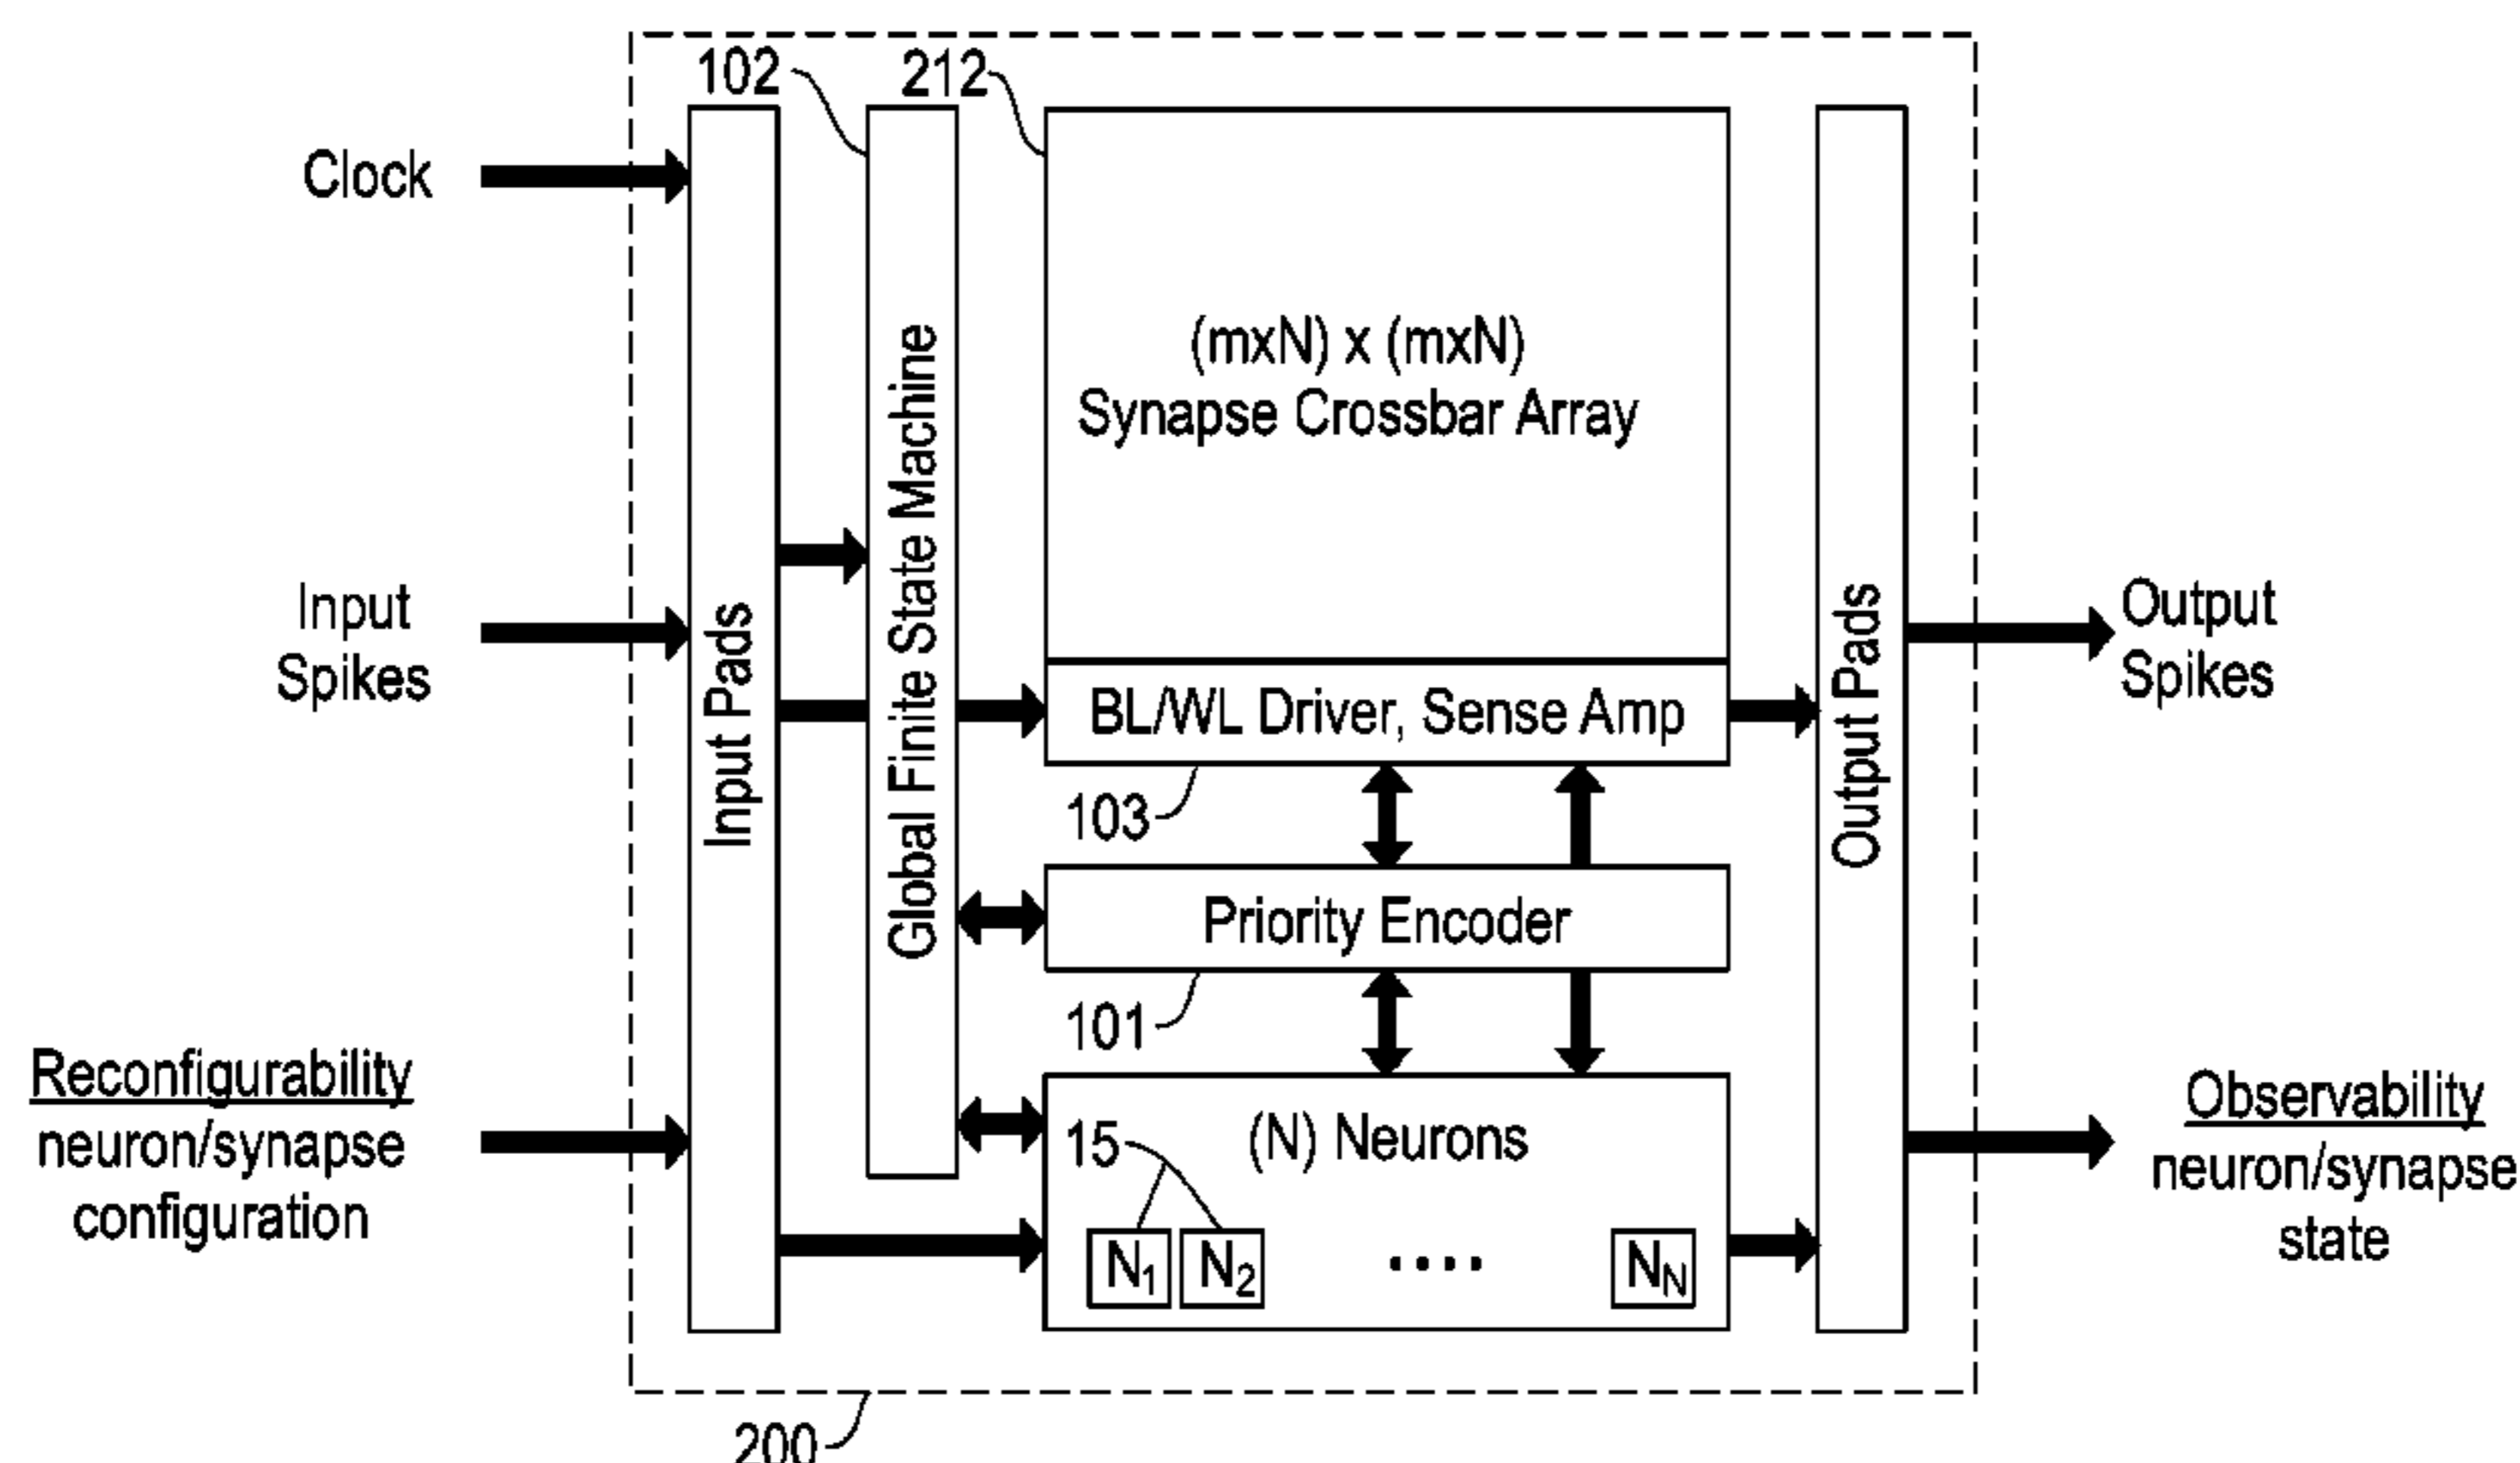 102
212
Clock
Input
Spikes
Reconfigurability
neuron/synapse
configuration
Input Pads
Global Finite State Machine
(mxN) x (mxN)
Synapse Crossbar Array
BL/WL Driver, Sense Amp
103
Priority Encoder
101
(N) Neurons
15
N1
N2
....
NN
Output Pads
Output
Spikes
Observability
neuron/synapse
state
200